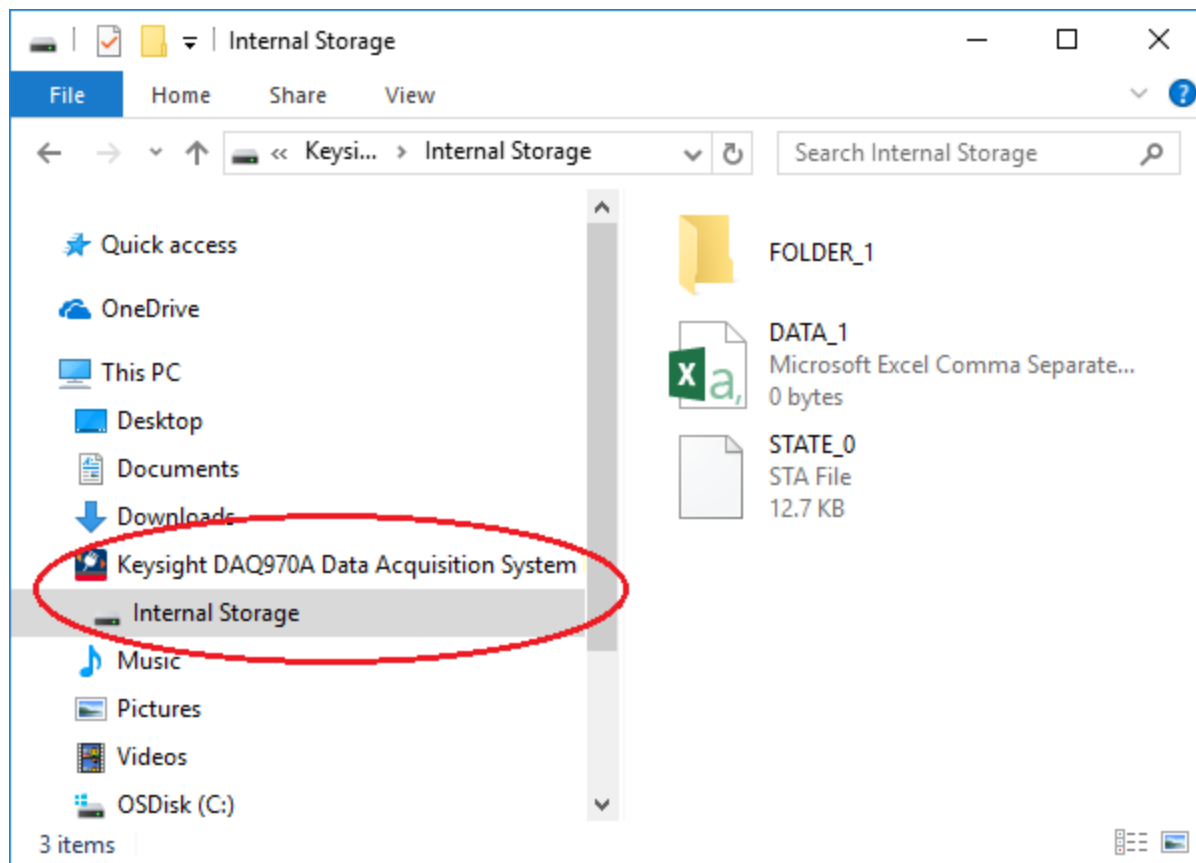 Internal Storage
File Home Share View
?
« Keysi... > Internal Storage
Search Internal Storage
Quick access
OneDrive
This PC
Desktop
Documents
Downloads
Keysight DAQ970A Data Acquisition System
Internal Storage
Music
Pictures
Videos
OSDisk (C:)
FOLDER_1
DATA_1
Microsoft Excel Comma Separate...
0 bytes
STATE_0
STA File
12.7 KB
3 items